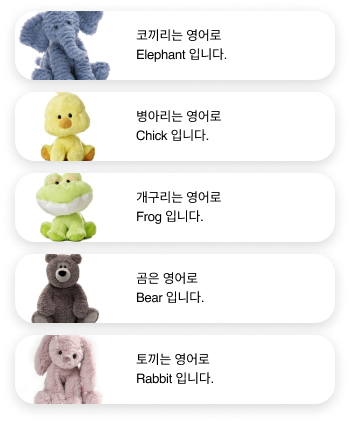 코끼리는 영어로
Elephant 입니다.
병아리는 영어로
Chick 입니다.
개구리는 영어로
Frog 입니다.
곰은 영어로
Bear 입니다.
토끼는 영어로
Rabbit 입니다.